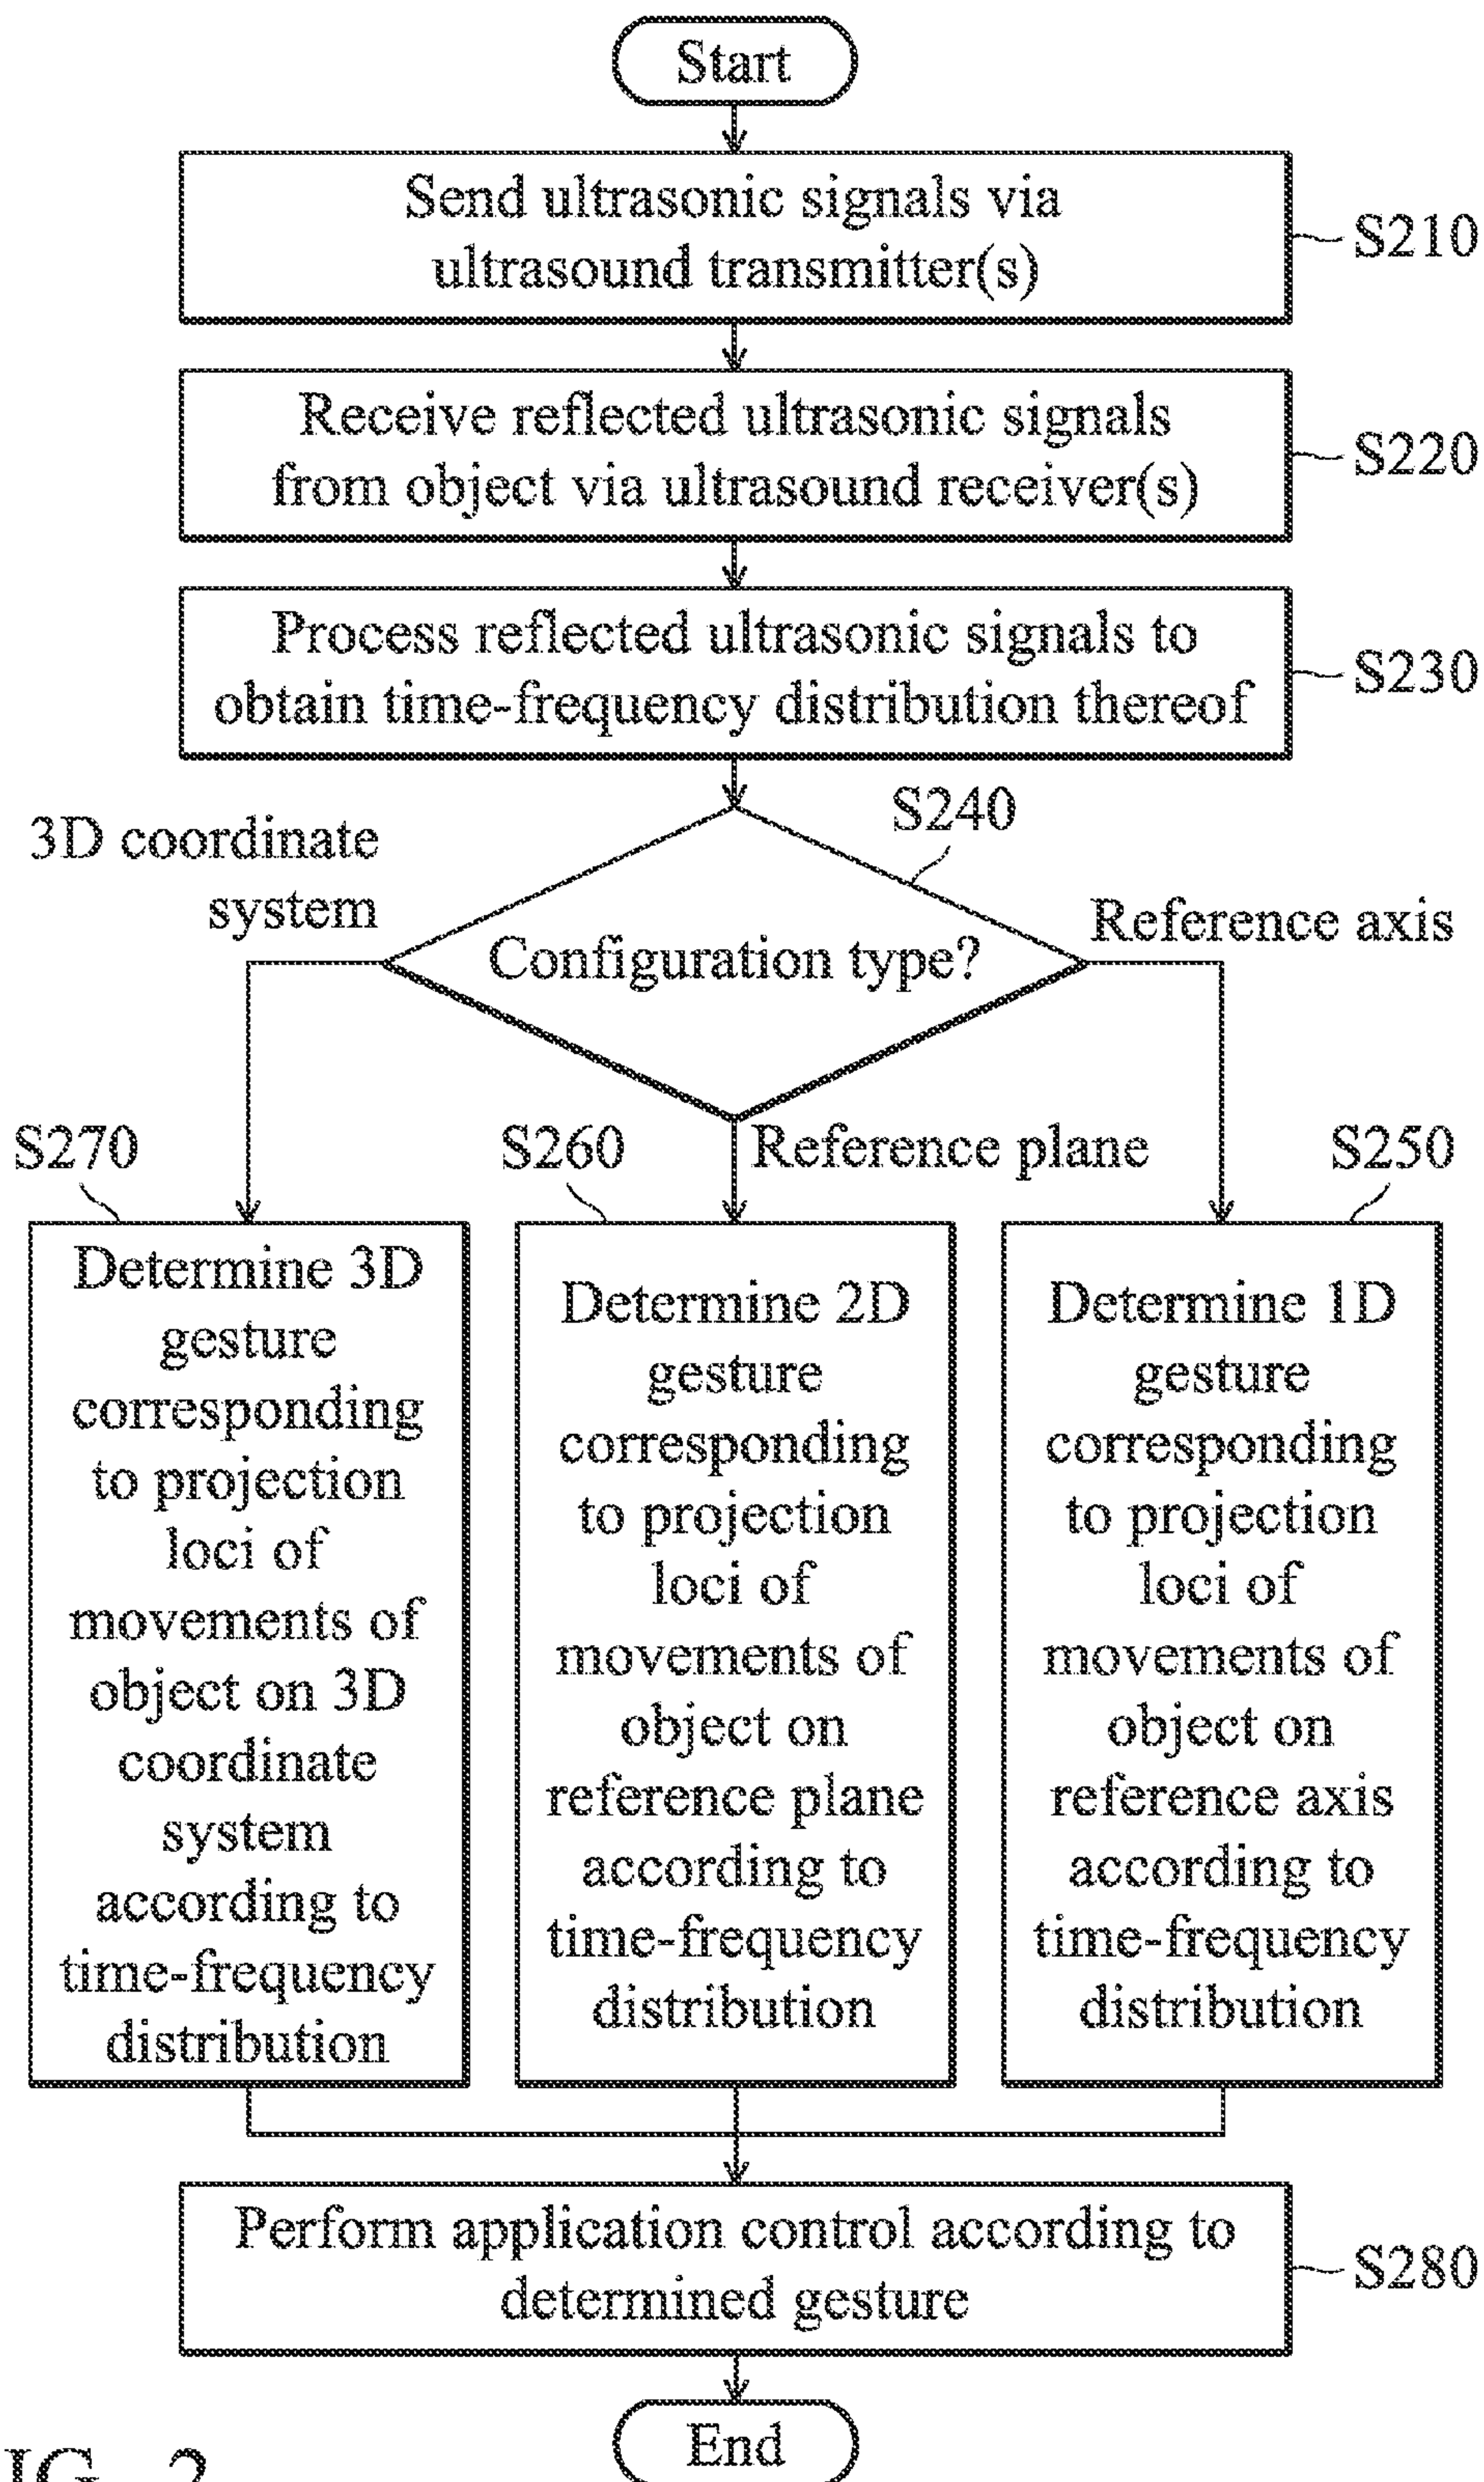 Start
Send ultrasonic signals via
ultrasound transmitter(s)
S210
Receive reflected ultrasonic signals
from object via ultrasound receiver(s)
S220
Process reflected ultrasonic signals to
obtain time-frequency distribution thereof
S230
S240
3D coordinate
system
Configuration type?
Reference axis
Reference plane
S270
Determine 3D
gesture
corresponding
to projection
loci of
movements of
object on 3D
coordinate
system
according to
time-frequency
distribution
S260
Determine 2D
gesture
corresponding
to projection
loci of
movements of
object on
reference plane
according to
time-frequency
distribution
S250
Determine 1D
gesture
corresponding
to projection
loci of
movements of
object on
reference axis
according to
time-frequency
distribution
Perform application control according to
determined gesture
S280
End